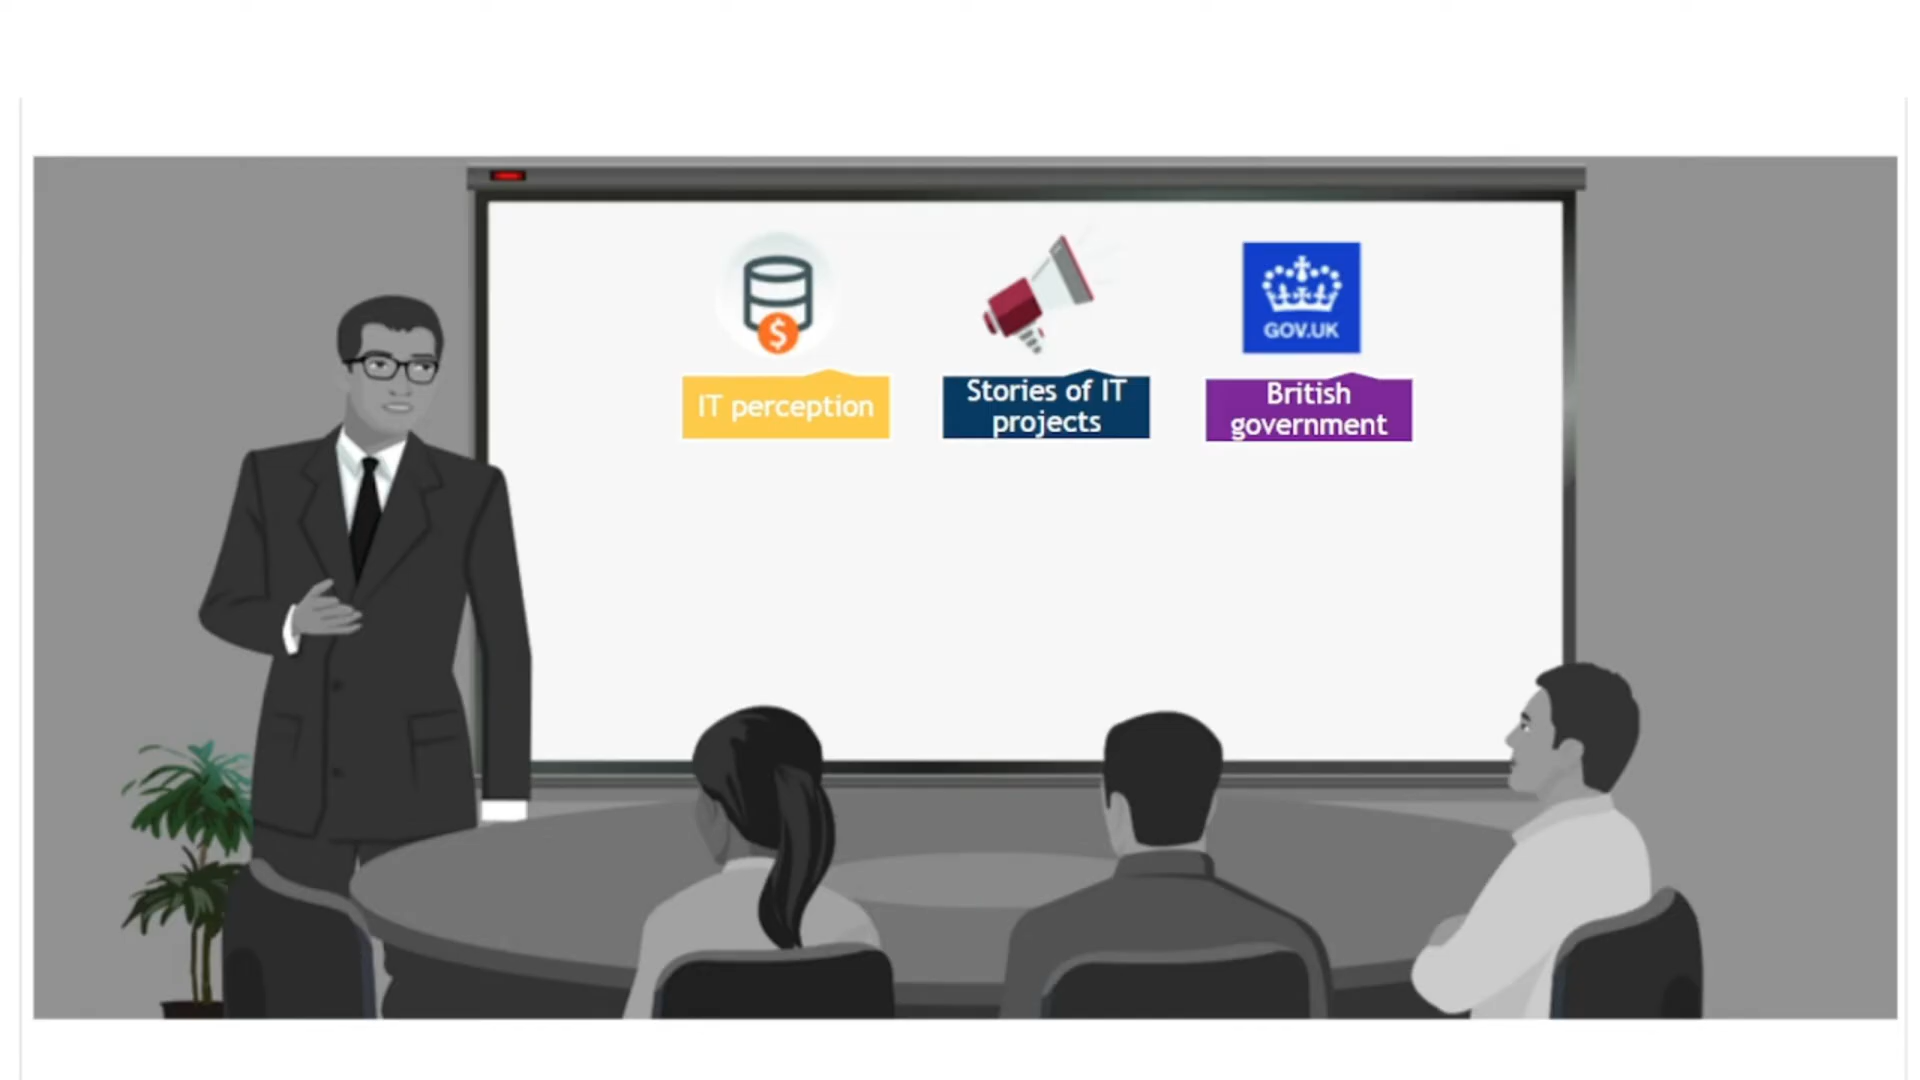 $
GOV.UK
IT perception
Stories of IT
projects
British
government